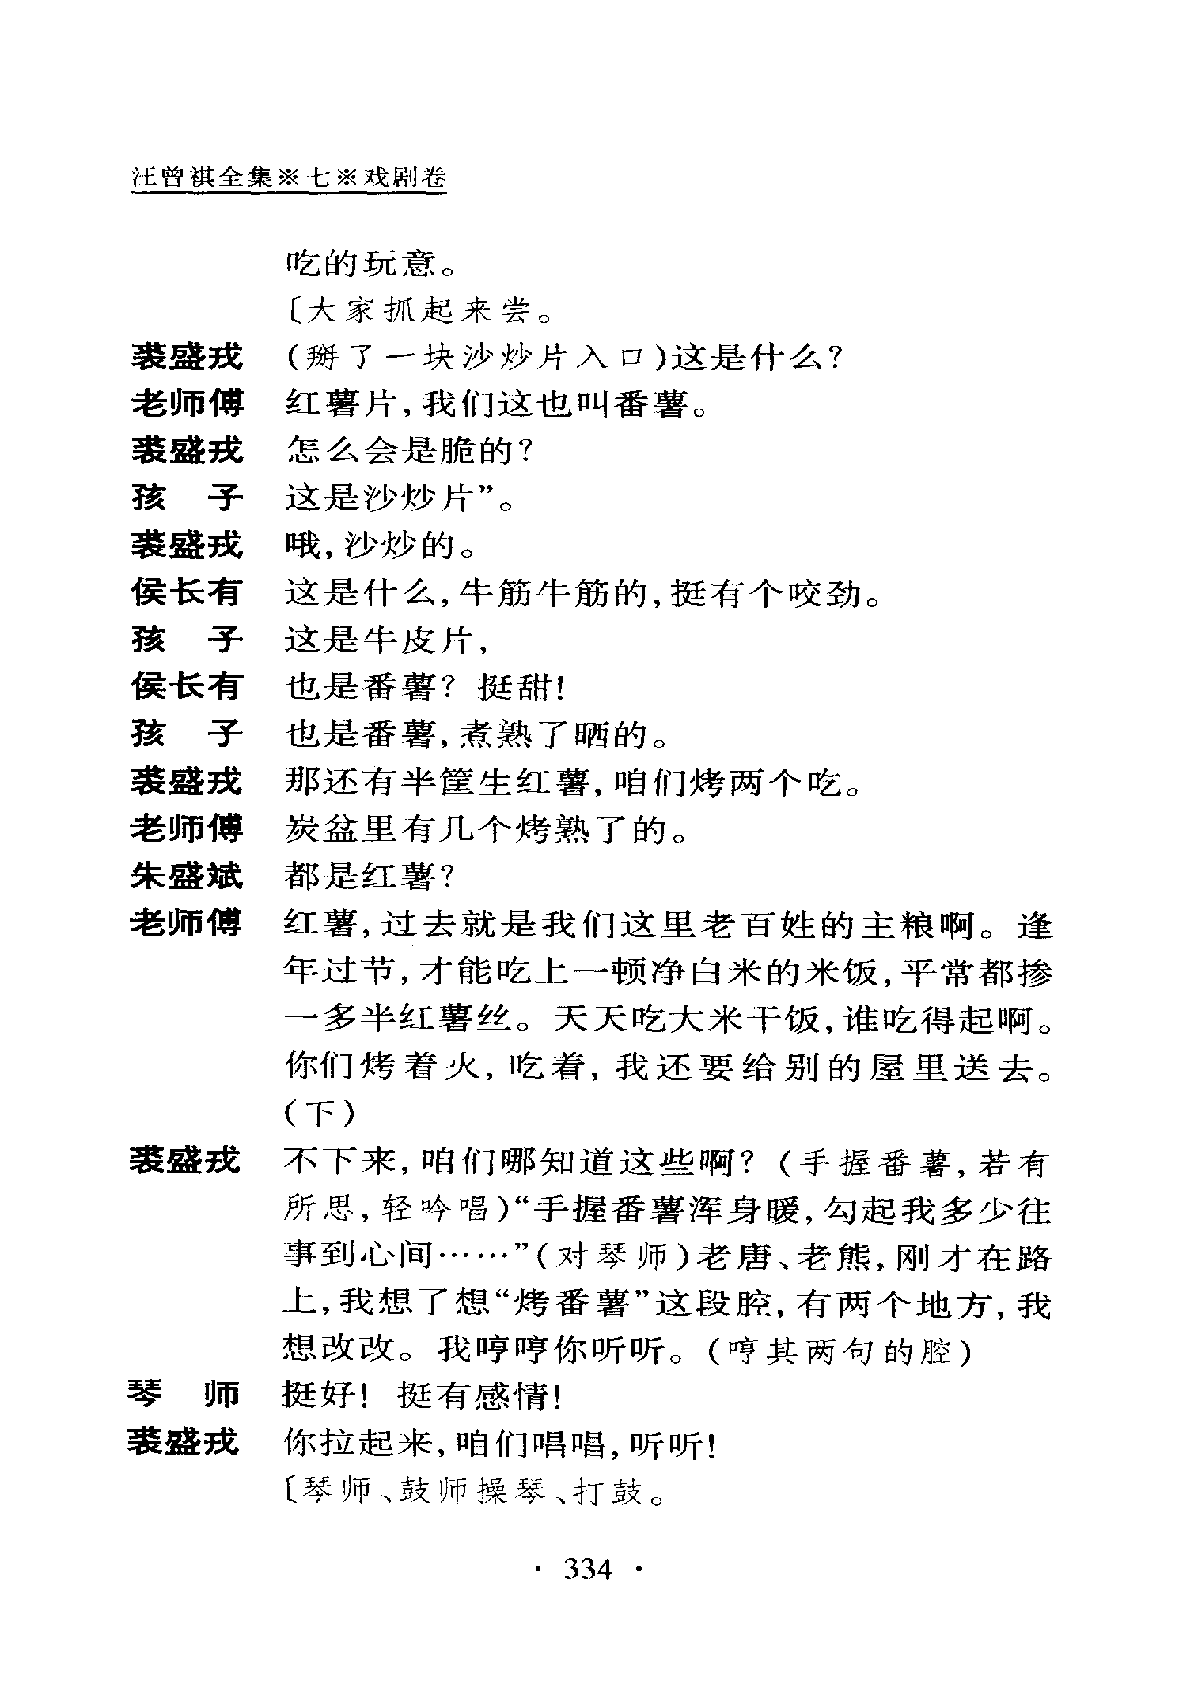 汪曾祺全集※七※戏剧卷
吃的玩意。
〔大家抓起来尝。
裘盛戎 (掰了一块沙炒片入口)这是什么?
老师傅 红薯片,我们这也叫番薯。
裘盛戎 怎么会是脆的?
孩 子 这是沙炒片”。
裘盛戎 哦,沙炒的。
侯长有 这是什么,牛筋牛筋的,挺有个咬劲。
孩 子 这是牛皮片,
侯长有 也是番薯? 挺甜!
孩 子 也是番薯,煮熟了晒的。
裘盛戎 那还有半筐生红薯,咱们烤两个吃。
老师傅 炭盆里有几个烤熟了的。
朱盛斌 都是红薯?
老师傅 红薯,过去就是我们这里老百姓的主粮啊。逢
年过节,才能吃上一顿净白米的米饭,平常都掺
一多半红薯丝。天天吃大米干饭,谁吃得起啊。
你们烤着火,吃着,我还要给别的屋里送去。
(下)
裘盛戎 不下来,咱们哪知道这些啊? (手握番薯,若有
所思,轻吟唱)“手握番薯浑身暖,勾起我多少往
事到心间……”(对琴师)老唐、老熊,刚才在路
上,我想了想“烤番薯”这段腔,有两个地方,我
想改改。我哼哼你听听。(哼其两句的腔)
琴 师 挺好! 挺有感情!
裘盛戎 你拉起来,咱们唱唱,听听!
〔琴师、鼓师操琴、打鼓。
· 334 ·